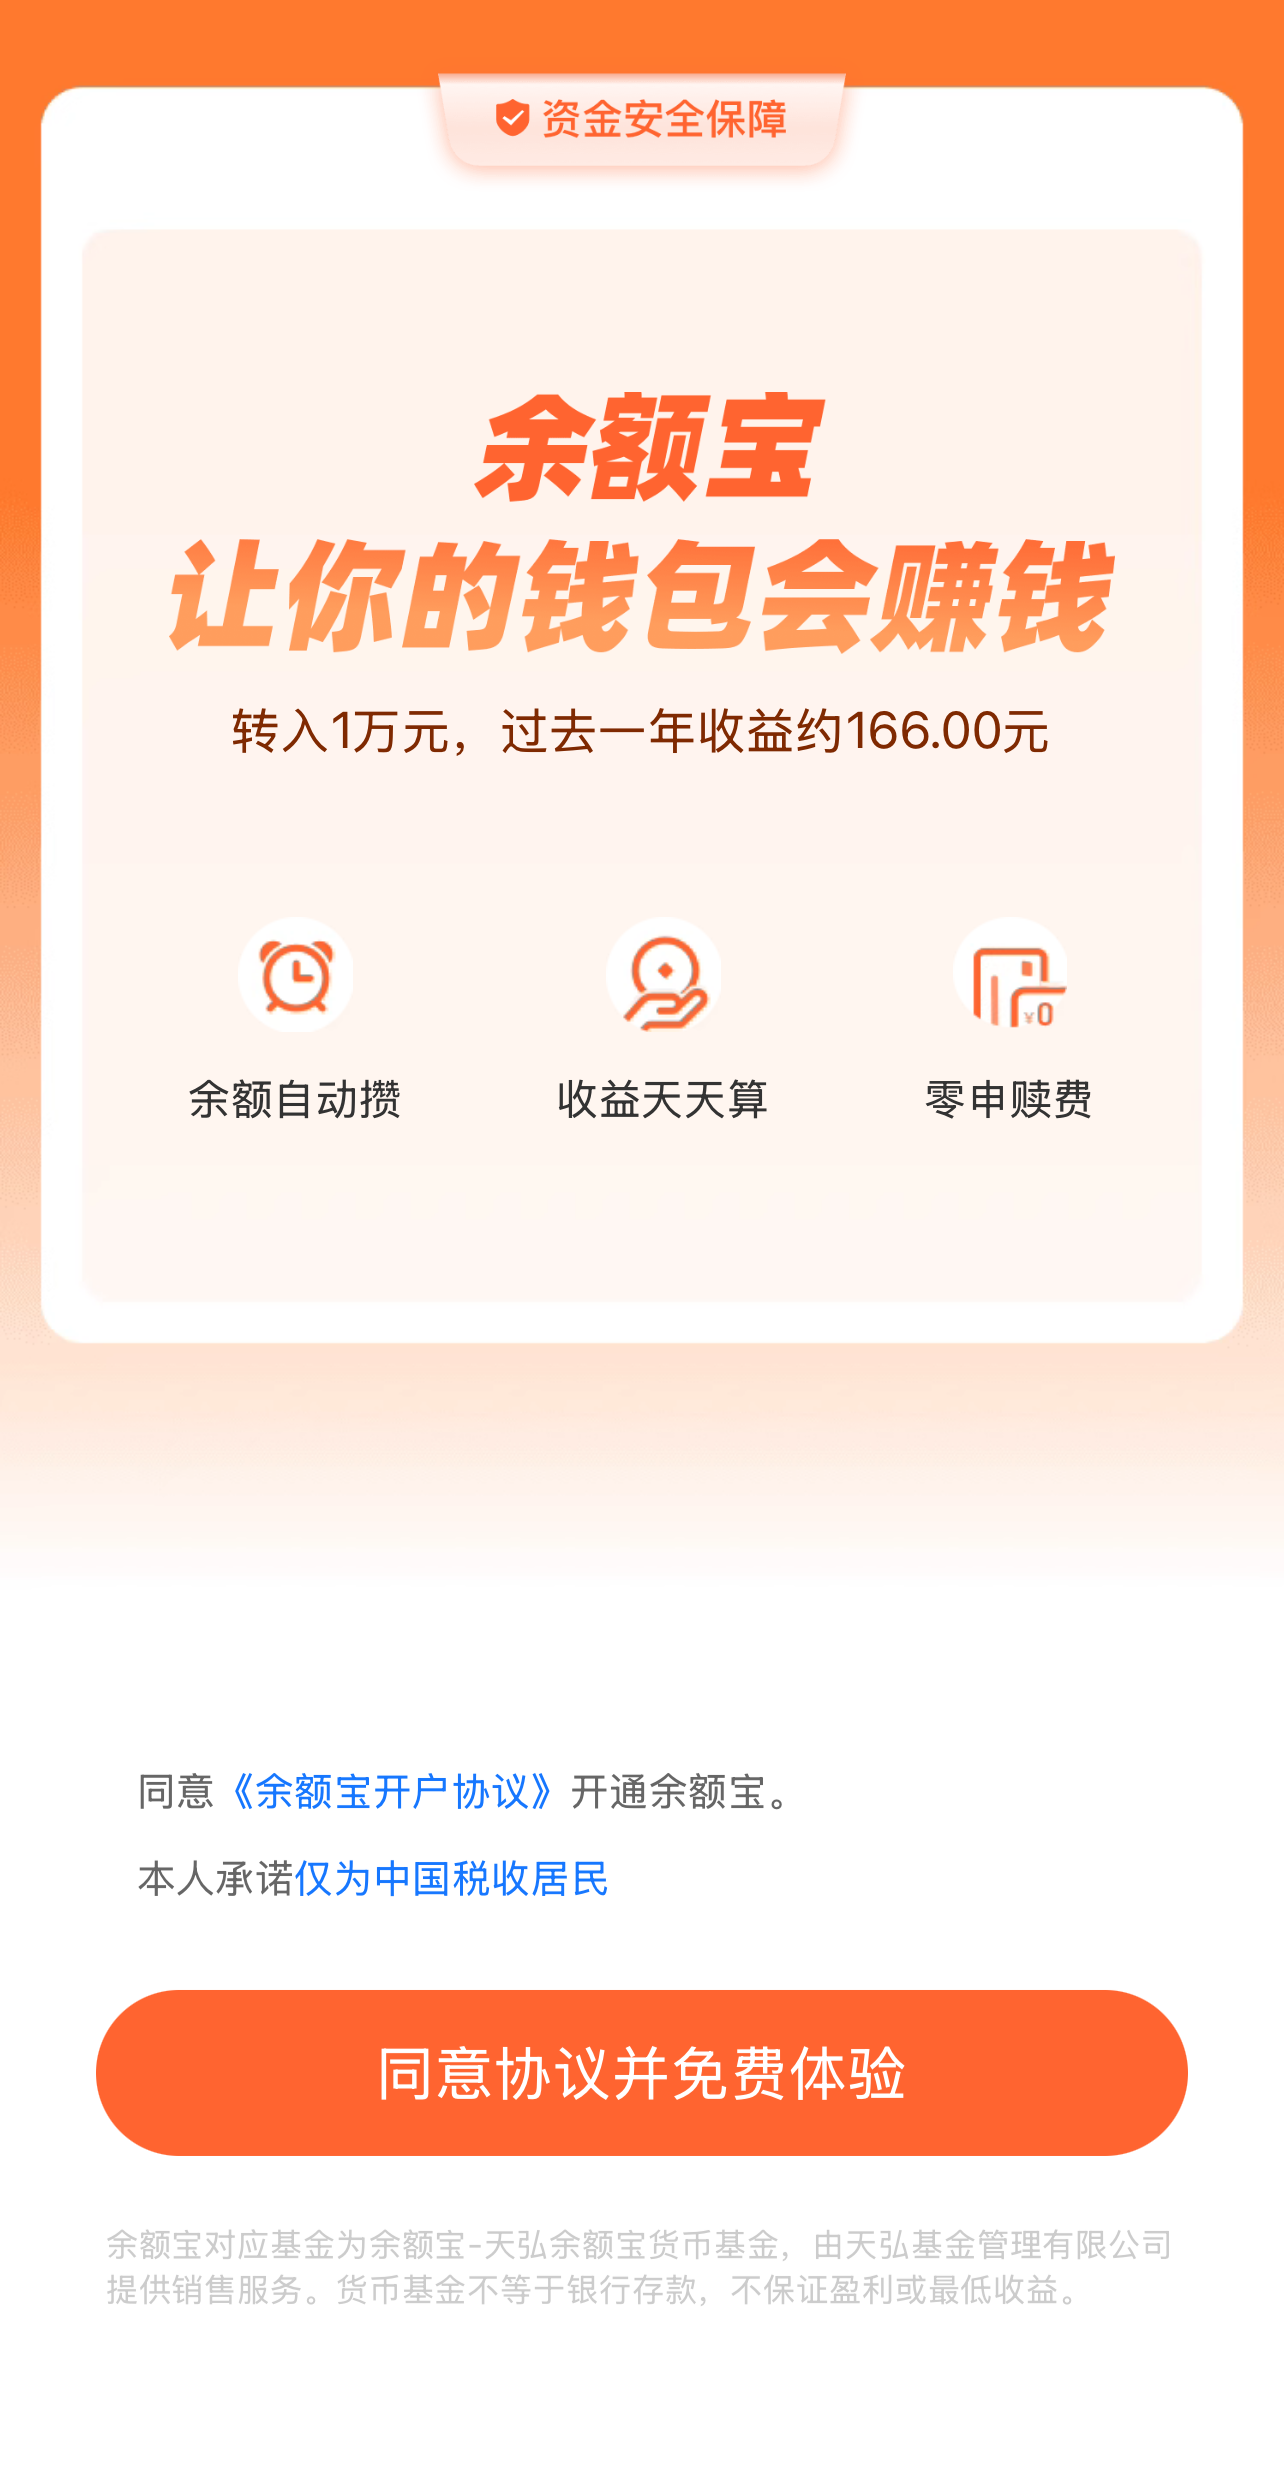 资金安全保障
余额宝
让你的钱包会赚钱
转入1万元，过去一年收益约166.00元
¥0
余额自动攒 收益天天算 零申赎费
同意《余额宝开户协议》开通余额宝。
本人承诺仅为中国税收居民
同意协议并免费体验
余额宝对应基金为余额宝-天弘余额宝货币基金，由天弘基金管理有限公司
提供销售服务。货币基金不等于银行存款，不保证盈利或最低收益。